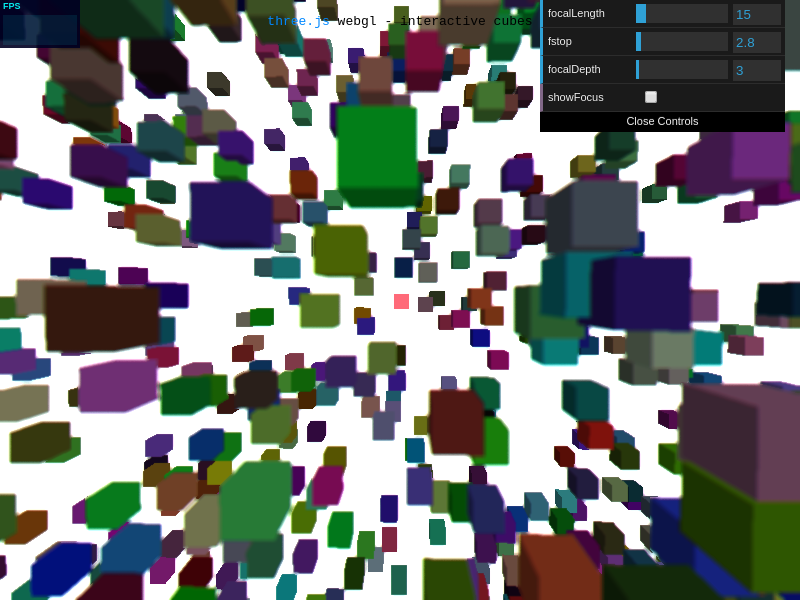 FPS
three.js webgl - interactive cubes
focalLength 15
fstop 2.8
focalDepth 3
showFocus
Close Controls